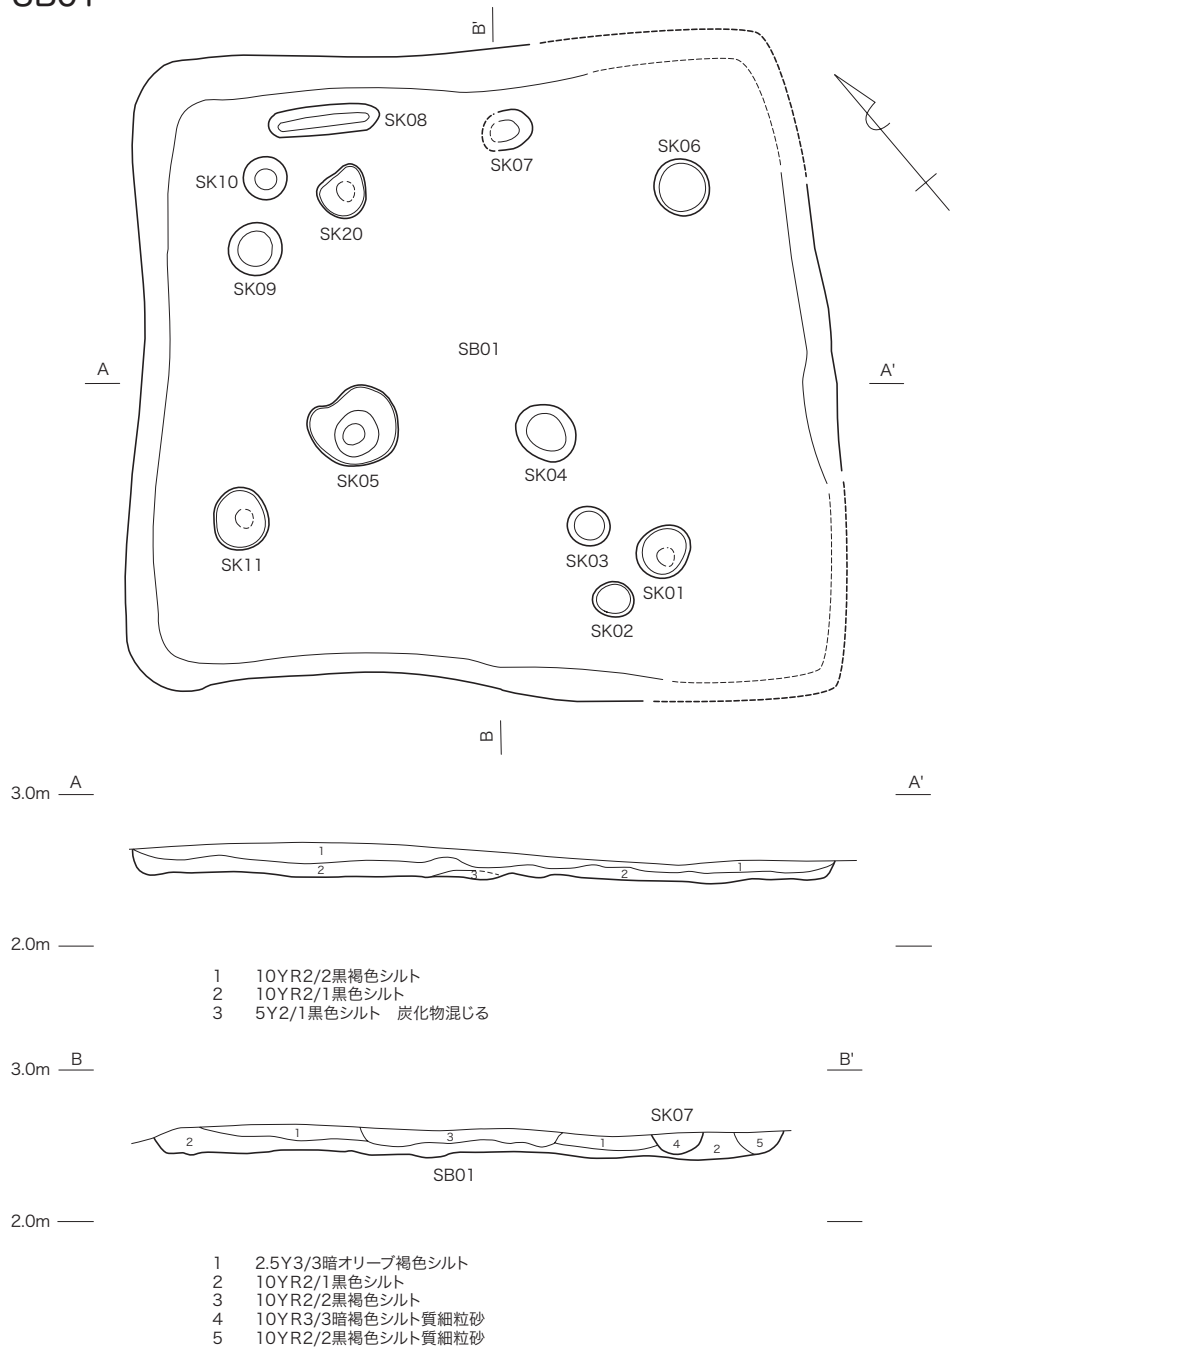 SB01
B'
SK08
SK07
SK06
SK10
SK20
SK09
SB01
A
A'
SK05
SK04
SK11
SK03
SK01
SK02
B
3.0m
A
A'
1
2
3
2
1
2.0m
1 10YR2/2黒褐色シルト
2 10YR2/1黒色シルト
3 5Y2/1黒色シルト 炭化物混じる
3.0m
B
B'
SK07
2
1
3
1
4
2
5
SB01
2.0m
1 2.5Y3/3暗オリーブ褐色シルト
2 10YR2/1黒色シルト
3 10YR2/2黒褐色シルト
4 10YR3/3暗褐色シルト質細粒砂
5 10YR2/2黒褐色シルト質細粒砂